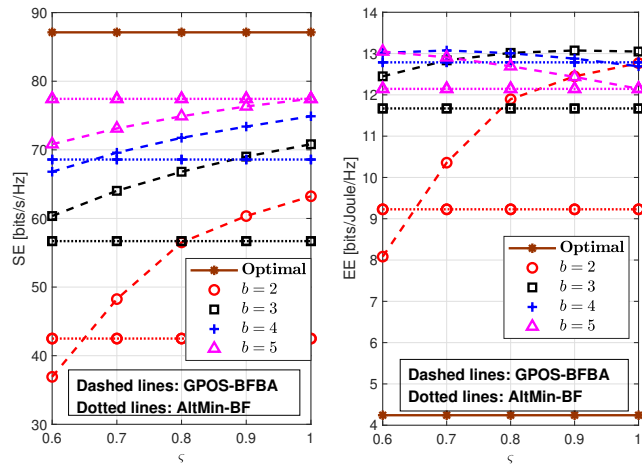 SE [bits/s/Hz]
90
80
70
60
50
40
30
0.6 0.7 0.8 0.9 1
ς
Optimal
b = 2
b = 3
b = 4
b = 5
Dashed lines: GPOS-BFBA
Dotted lines: AltMin-BF
EE [bits/Joule/Hz]
14
13
12
11
10
9
8
7
6
5
4
0.6 0.7 0.8 0.9 1
ς
Optimal
b = 2
b = 3
b = 4
b = 5
Dashed lines: GPOS-BFBA
Dotted lines: AltMin-BF